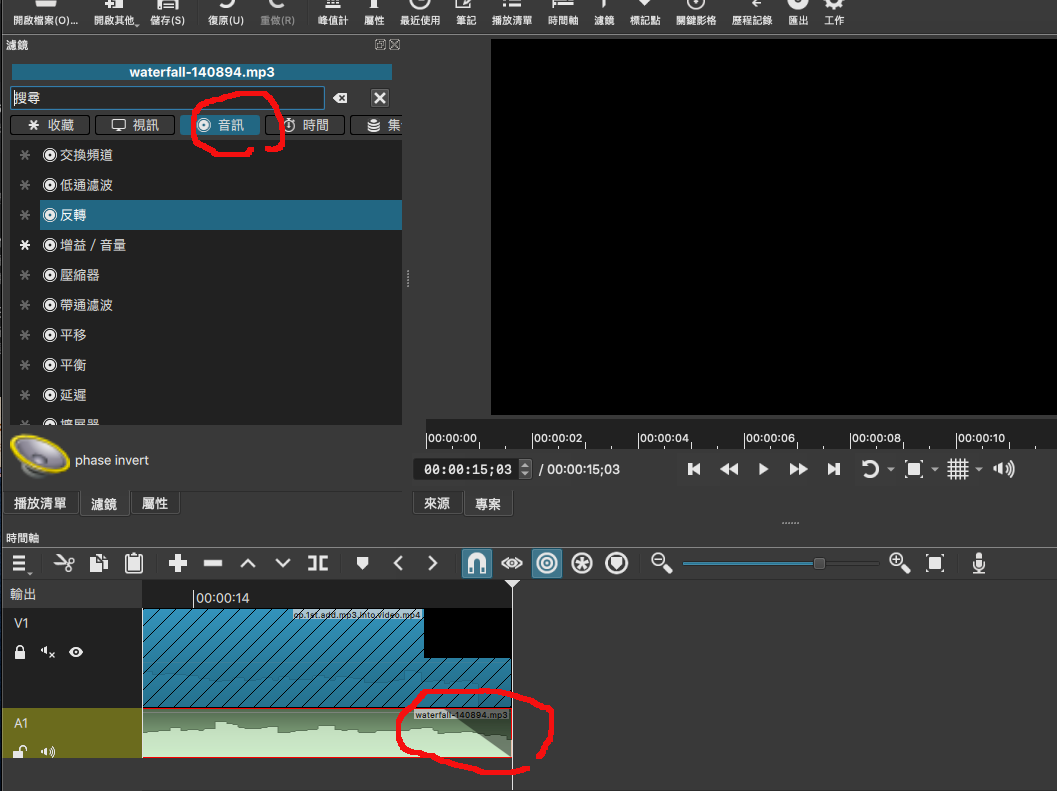 開啟檔案(O)... 開啟其他. 儲存(S) 復原(U) 重做(R) 峰值計 屬性 最近使用 筆記 播放清單 時間軸 濾鏡 標記點 關鍵影格 歷程記錄 匯出 工作
濾鏡
waterfall-140894.mp3
搜尋
收藏 視訊 音訊 時間 集
交換頻道
低通濾波
反轉
增益 / 音量
壓縮器
帶通濾波
平移
平衡
延遲
擴展器
phase invert
00:00:00 00:00:02 00:00:04 00:00:06 00:00:08 00:00:10
00:00:15;03 / 00:00:15;03
播放清單 濾鏡 屬性 來源 專案
時間軸
輸出 00:00:14
V1 op.1st.add.mp3.into.video.mp4
A1 waterfall-140894.mp3